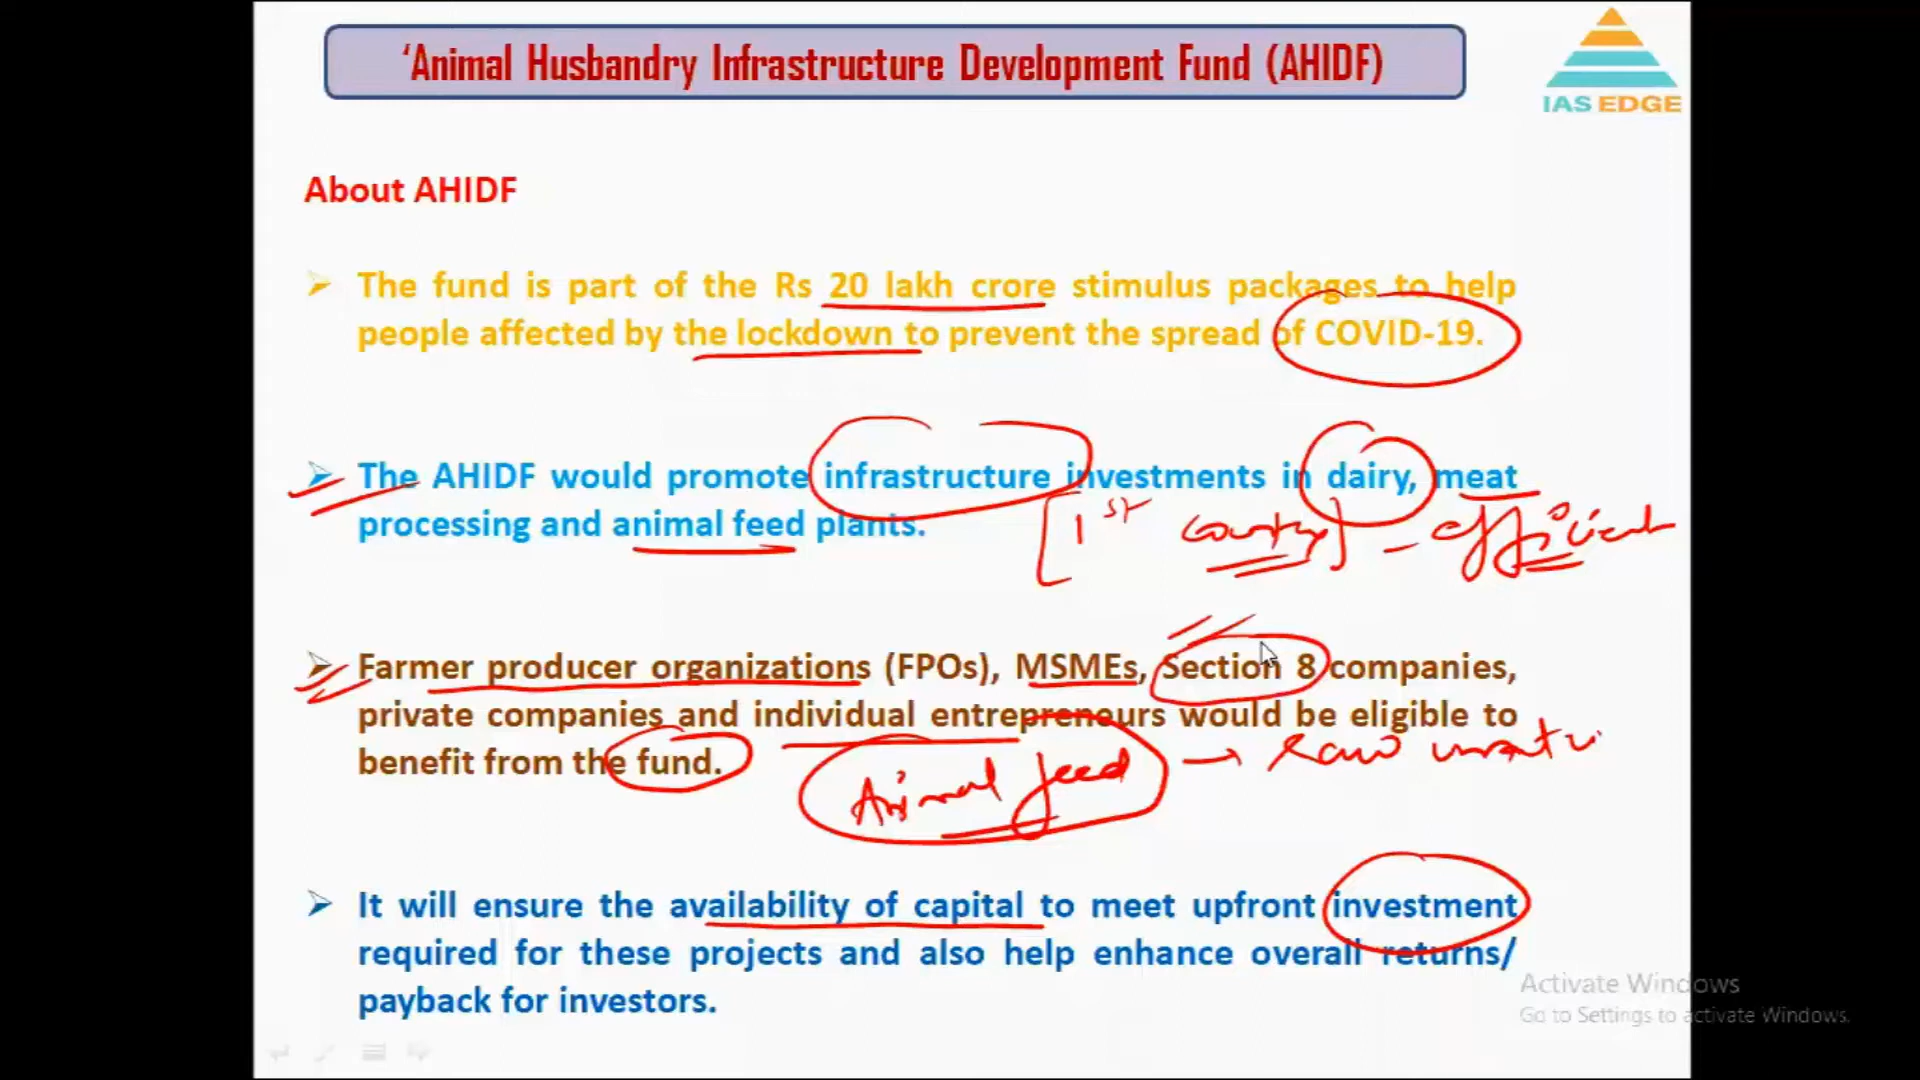 ‘Animal Husbandry Infrastructure Development Fund (AHIDF)
IAS EDGE
About AHIDF
The fund is part of the Rs 20 lakh crore stimulus packages to help
people affected by the lockdown to prevent the spread of COVID-19.
The AHIDF would promote infrastructure investments in dairy, meat
processing and animal feed plants.
1st country - efficient
Farmer producer organizations (FPOs), MSMEs, Section 8 companies,
private companies and individual entrepreneurs would be eligible to
benefit from the fund.
Animal feed → raw
It will ensure the availability of capital to meet upfront investment
required for these projects and also help enhance overall returns/
payback for investors.
Activate Windows
Go to Settings to activate Windows.